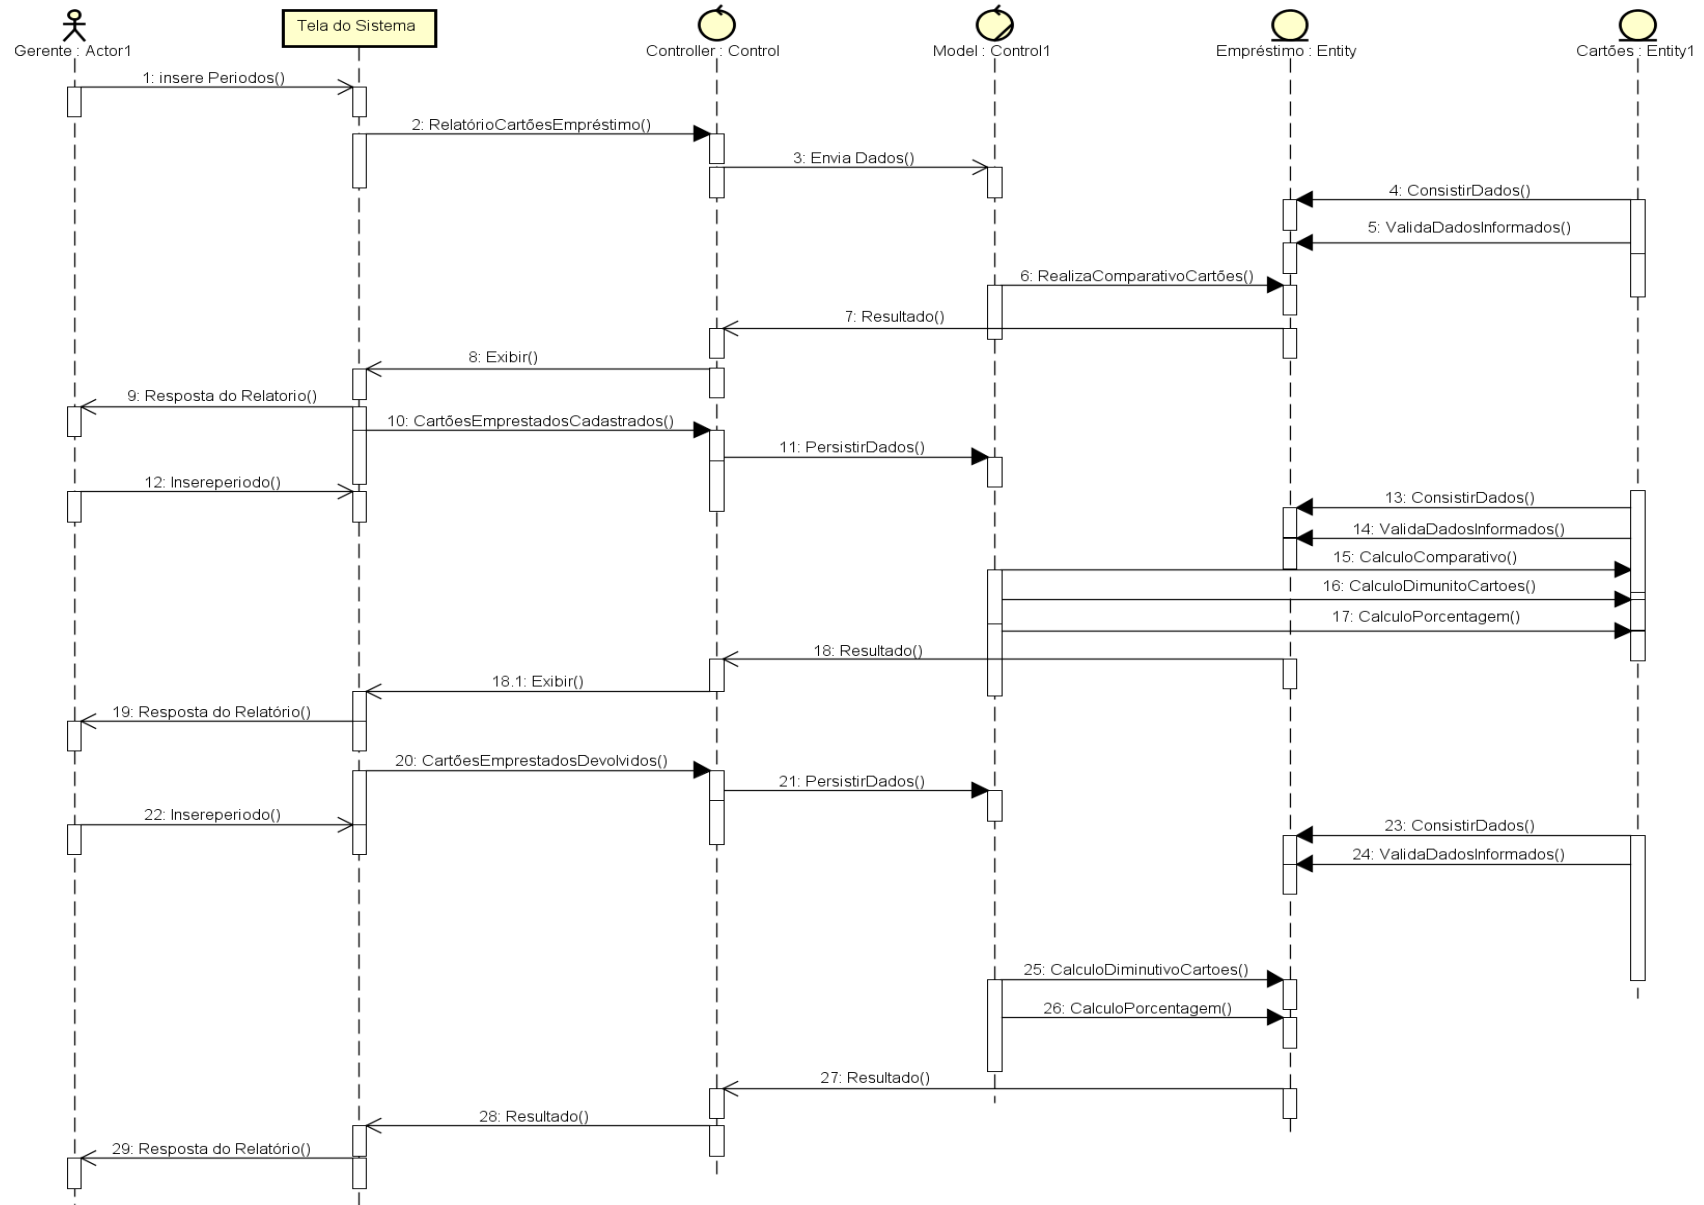 Tela do Sistema
Gerente : Actor1
Controller : Control
Model : Control1
Empréstimo : Entity
Cartões : Entity1
1: insere Periodos()
2: RelatórioCartõesEmpréstimo()
3: Envia Dados()
4: ConsistirDados()
5: ValidaDadosInformados()
6: RealizaComparativoCartões()
7: Resultado()
8: Exibir()
9: Resposta do Relatorio()
10: CartõesEmprestadosCadastrados()
11: PersistirDados()
12: Insereperiodo()
13: ConsistirDados()
14: ValidaDadosInformados()
15: CalculoComparativo()
16: CalculoDimunitoCartoes()
17: CalculoPorcentagem()
18: Resultado()
18.1: Exibir()
19: Resposta do Relatório()
20: CartõesEmprestadosDevolvidos()
21: PersistirDados()
22: Insereperiodo()
23: ConsistirDados()
24: ValidaDadosInformados()
25: CalculoDiminutivoCartoes()
26: CalculoPorcentagem()
27: Resultado()
28: Resultado()
29: Resposta do Relatório()